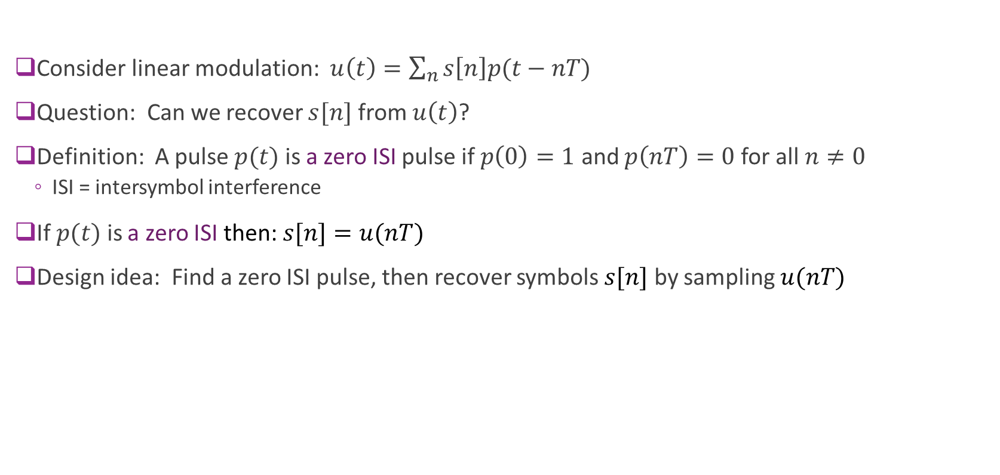 ❑Consider linear modulation: u(t) = ∑ₙ s[n]p(t − nT)
❑Question: Can we recover s[n] from u(t)?
❑Definition: A pulse p(t) is a zero ISI pulse if p(0) = 1 and p(nT) = 0 for all n ≠ 0
◦ ISI = intersymbol interference
❑If p(t) is a zero ISI then: s[n] = u(nT)
❑Design idea: Find a zero ISI pulse, then recover symbols s[n] by sampling u(nT)